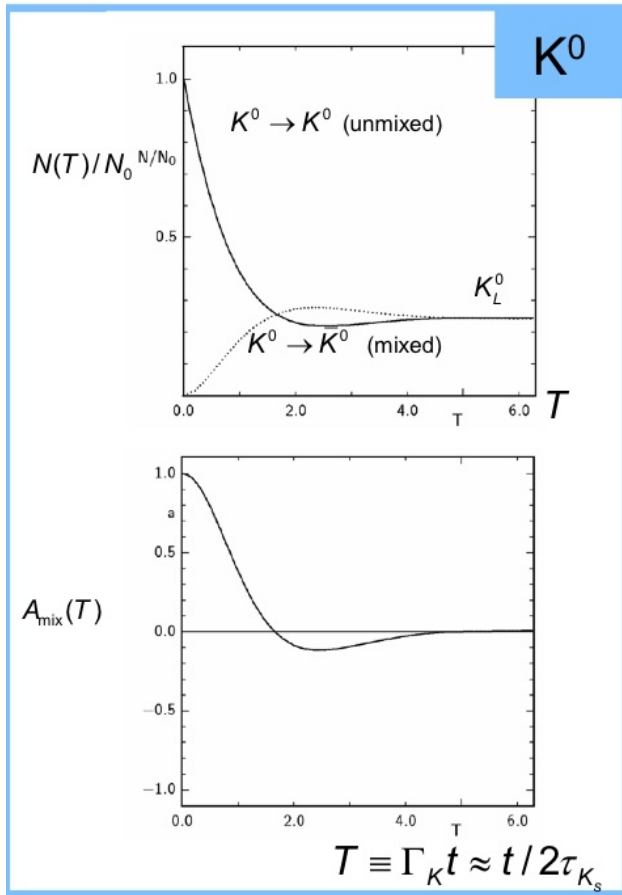 K⁰
1.0
K⁰ → K⁰ (unmixed)
N(T)/N₀ N/N₀
0.5
K⁰_L
K⁰ → K̅⁰ (mixed)
0.0 2.0 T 4.0 6.0 T
1.0
a
0.5
A_mix(T)
0.0
−0.5
−1.0
0.0 2.0 T 4.0 6.0
T ≡ Γ_K t ≈ t / 2τ_{K_s}